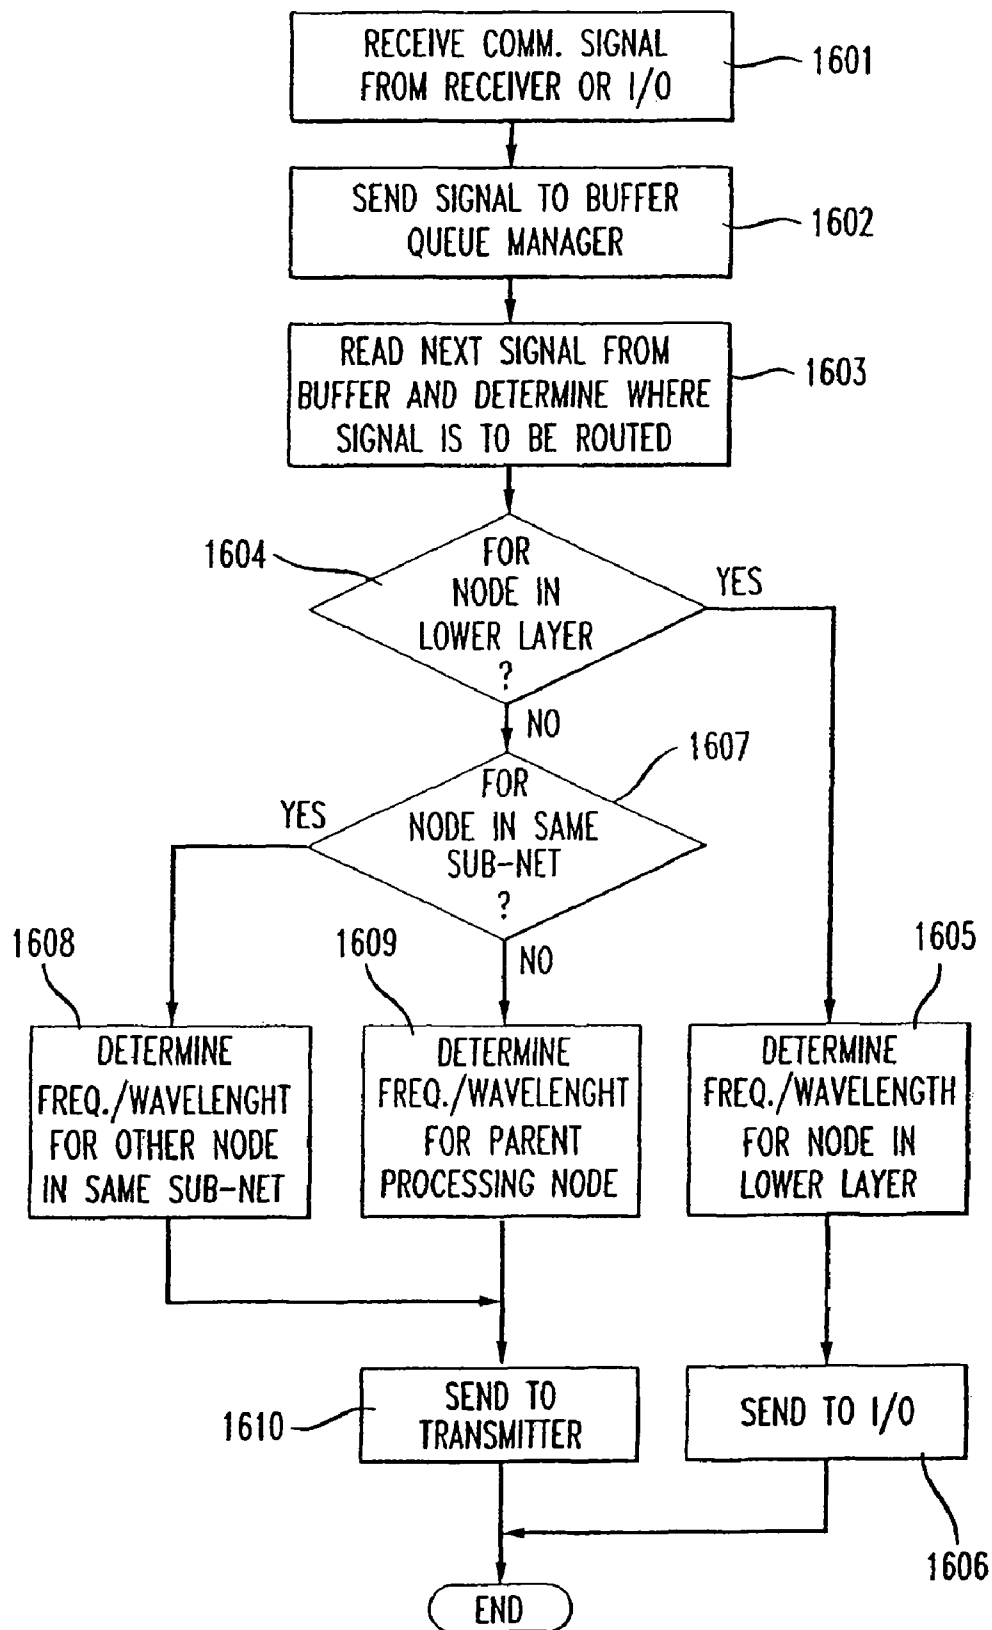 RECEIVE COMM. SIGNAL
FROM RECEIVER OR I/O
1601
SEND SIGNAL TO BUFFER
QUEUE MANAGER
1602
READ NEXT SIGNAL FROM
BUFFER AND DETERMINE WHERE
SIGNAL IS TO BE ROUTED
1603
1604
FOR
NODE IN
LOWER LAYER
?
YES
NO
1607
FOR
NODE IN SAME
SUB-NET
?
YES
NO
1608
DETERMINE
FREQ./WAVELENGHT
FOR OTHER NODE
IN SAME SUB-NET
1609
DETERMINE
FREQ./WAVELENGHT
FOR PARENT
PROCESSING NODE
1605
DETERMINE
FREQ./WAVELENGTH
FOR NODE IN
LOWER LAYER
1610
SEND TO
TRANSMITTER
SEND TO I/O
1606
END